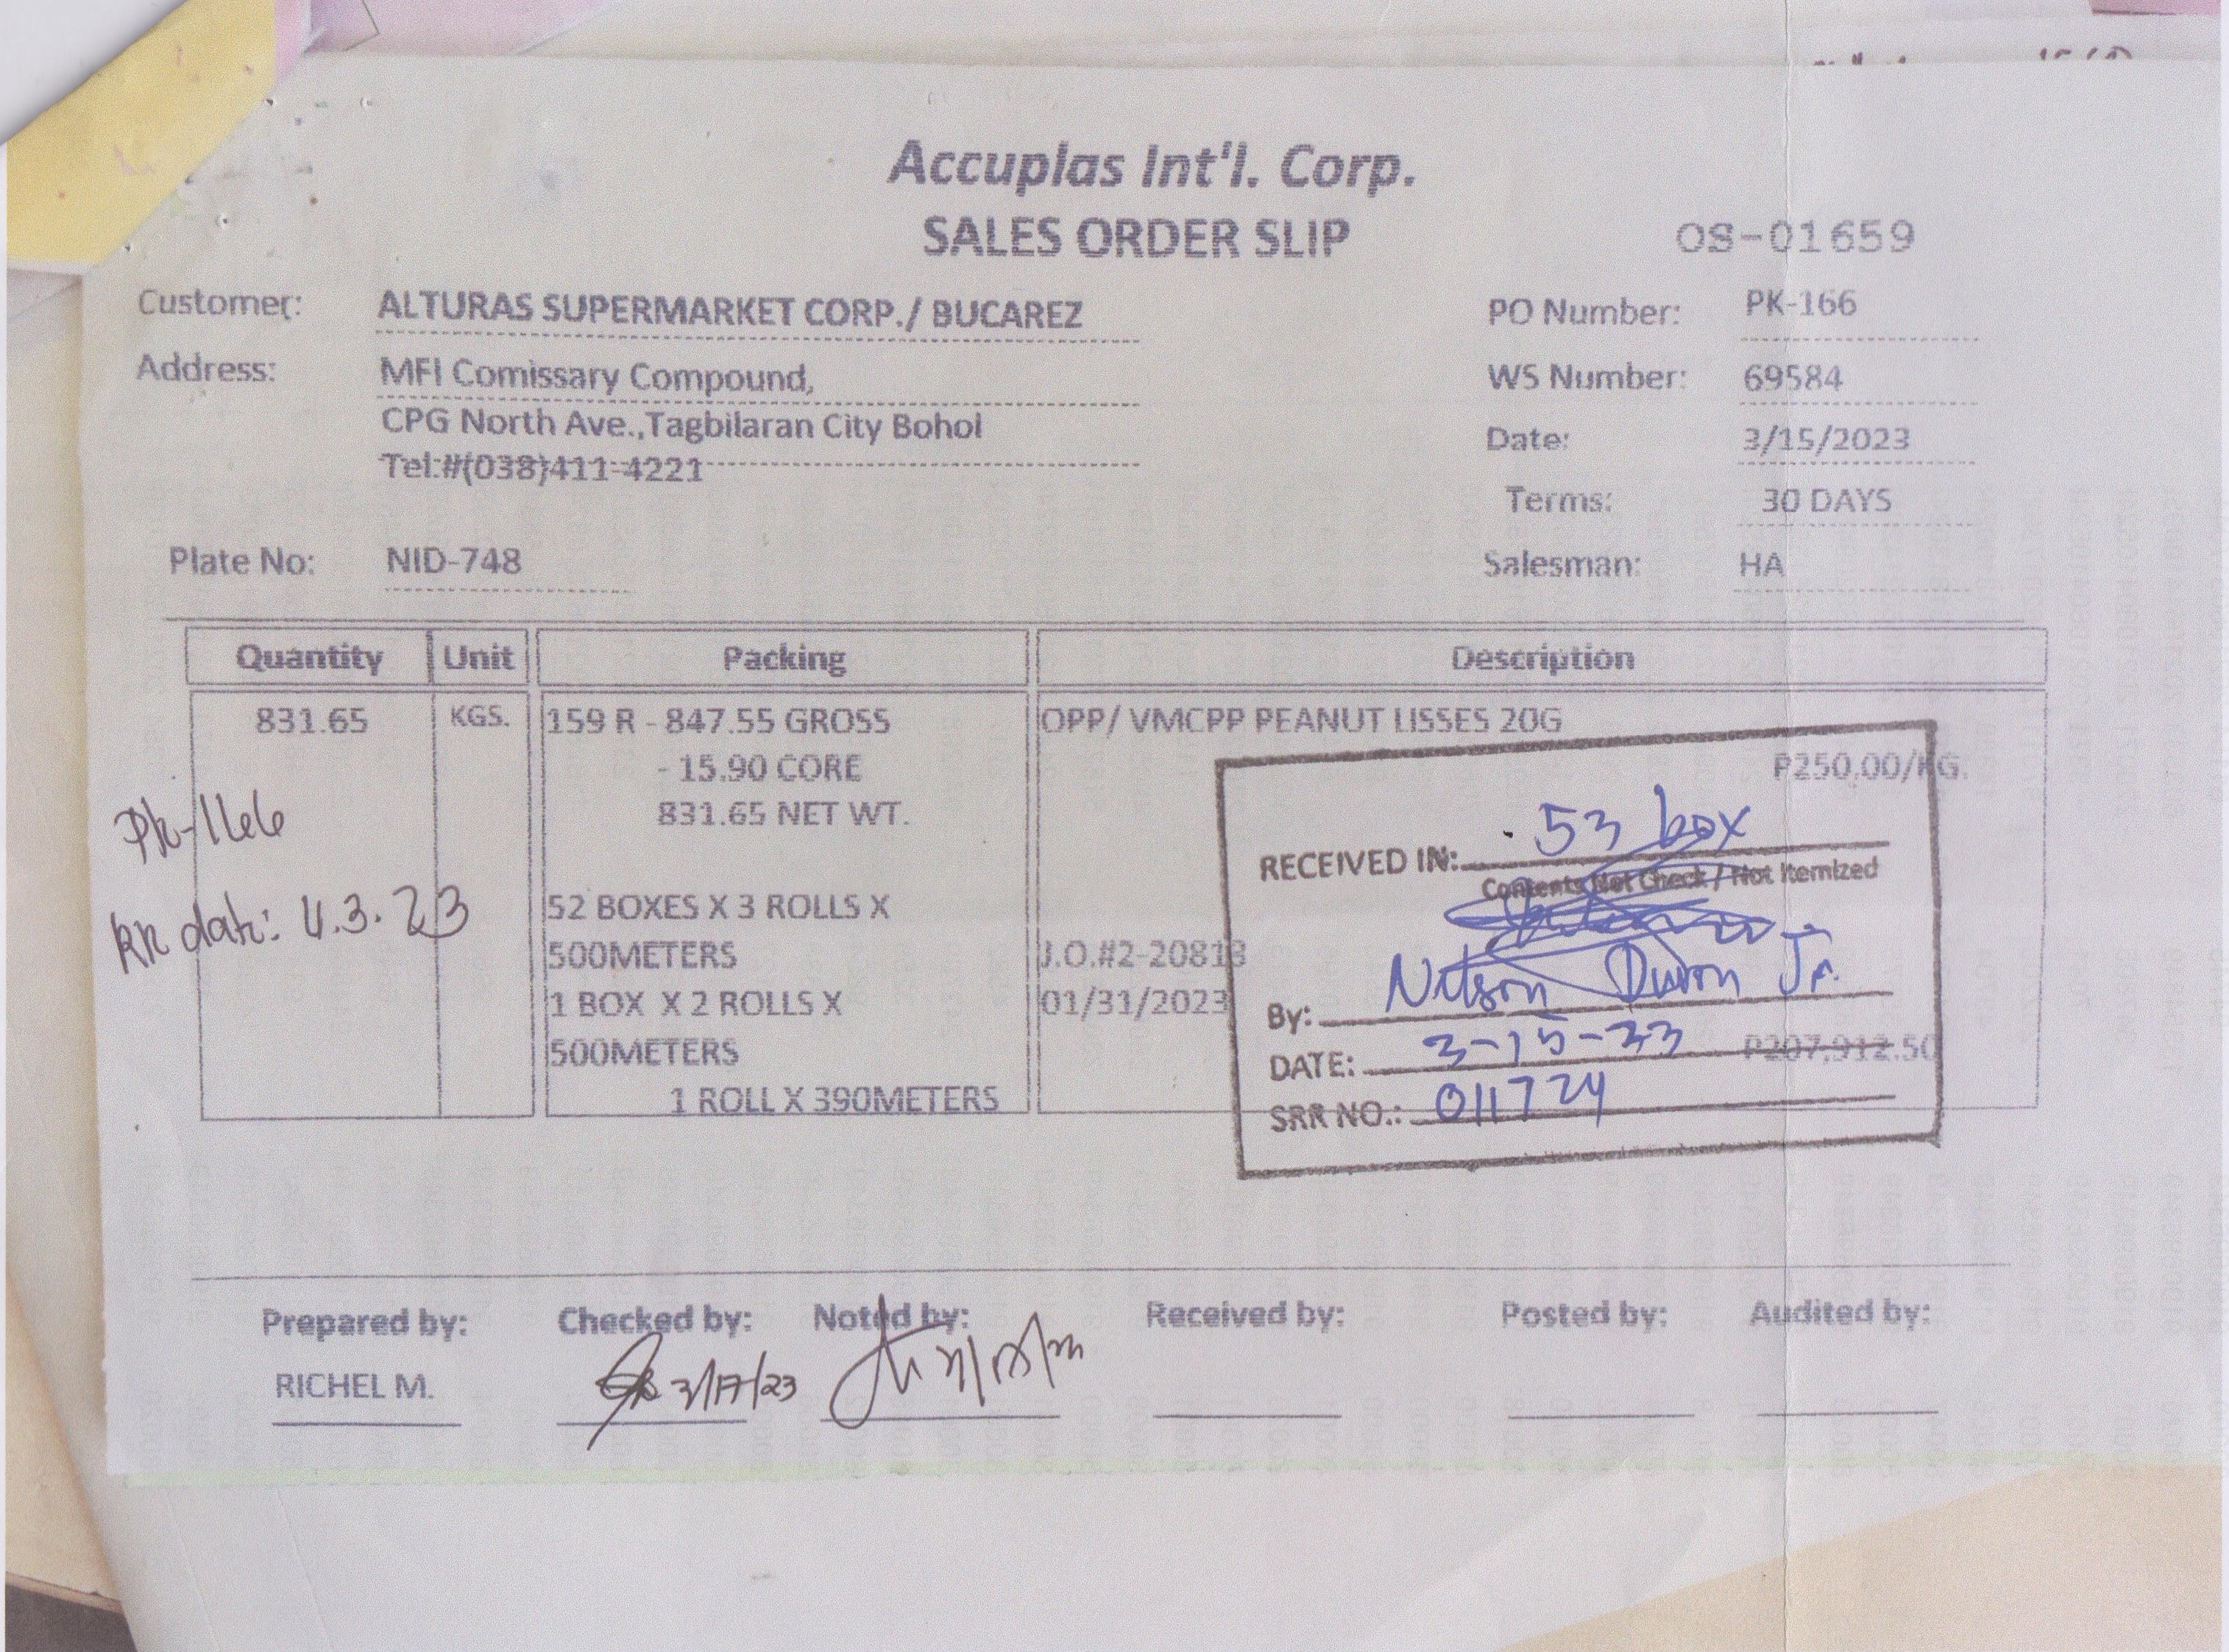 Accuplas Int'l. Corp.
SALES ORDER SLIP
OS-01659
Customer: ALTURAS SUPERMARKET CORP./ BUCAREZ
PO Number: PK-166
Address: MFI Comissary Compound,
WS Number: 69584
CPG North Ave.,Tagbilaran City Bohol
Date: 3/15/2023
Tel:#(038)411-4221
Terms: 30 DAYS
Plate No: NID-748
Salesman: HA
Quantity Unit Packing Description
831.65 KGS. 159 R - 847.55 GROSS OPP/ VMCPP PEANUT LISSES 20G
- 15.90 CORE P250.00/KG.
831.65 NET WT.
PK-166
RR date: 4.3.23
52 BOXES X 3 ROLLS X
500METERS J.O.#2-20818
1 BOX X 2 ROLLS X 01/31/2023
500METERS P207,912.50
1 ROLL X 390METERS
RECEIVED IN: 53 box
Contents Not Check / Not Itemized
By: Nelson Jr.
DATE: 3-15-23
SRR NO.: 011724
Prepared by: Checked by: Noted by: Received by: Posted by: Audited by:
RICHEL M. 3/17/23